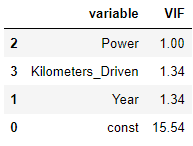 variable VIF
2 Power 1.00
3 Kilometers_Driven 1.34
1 Year 1.34
0 const 15.54